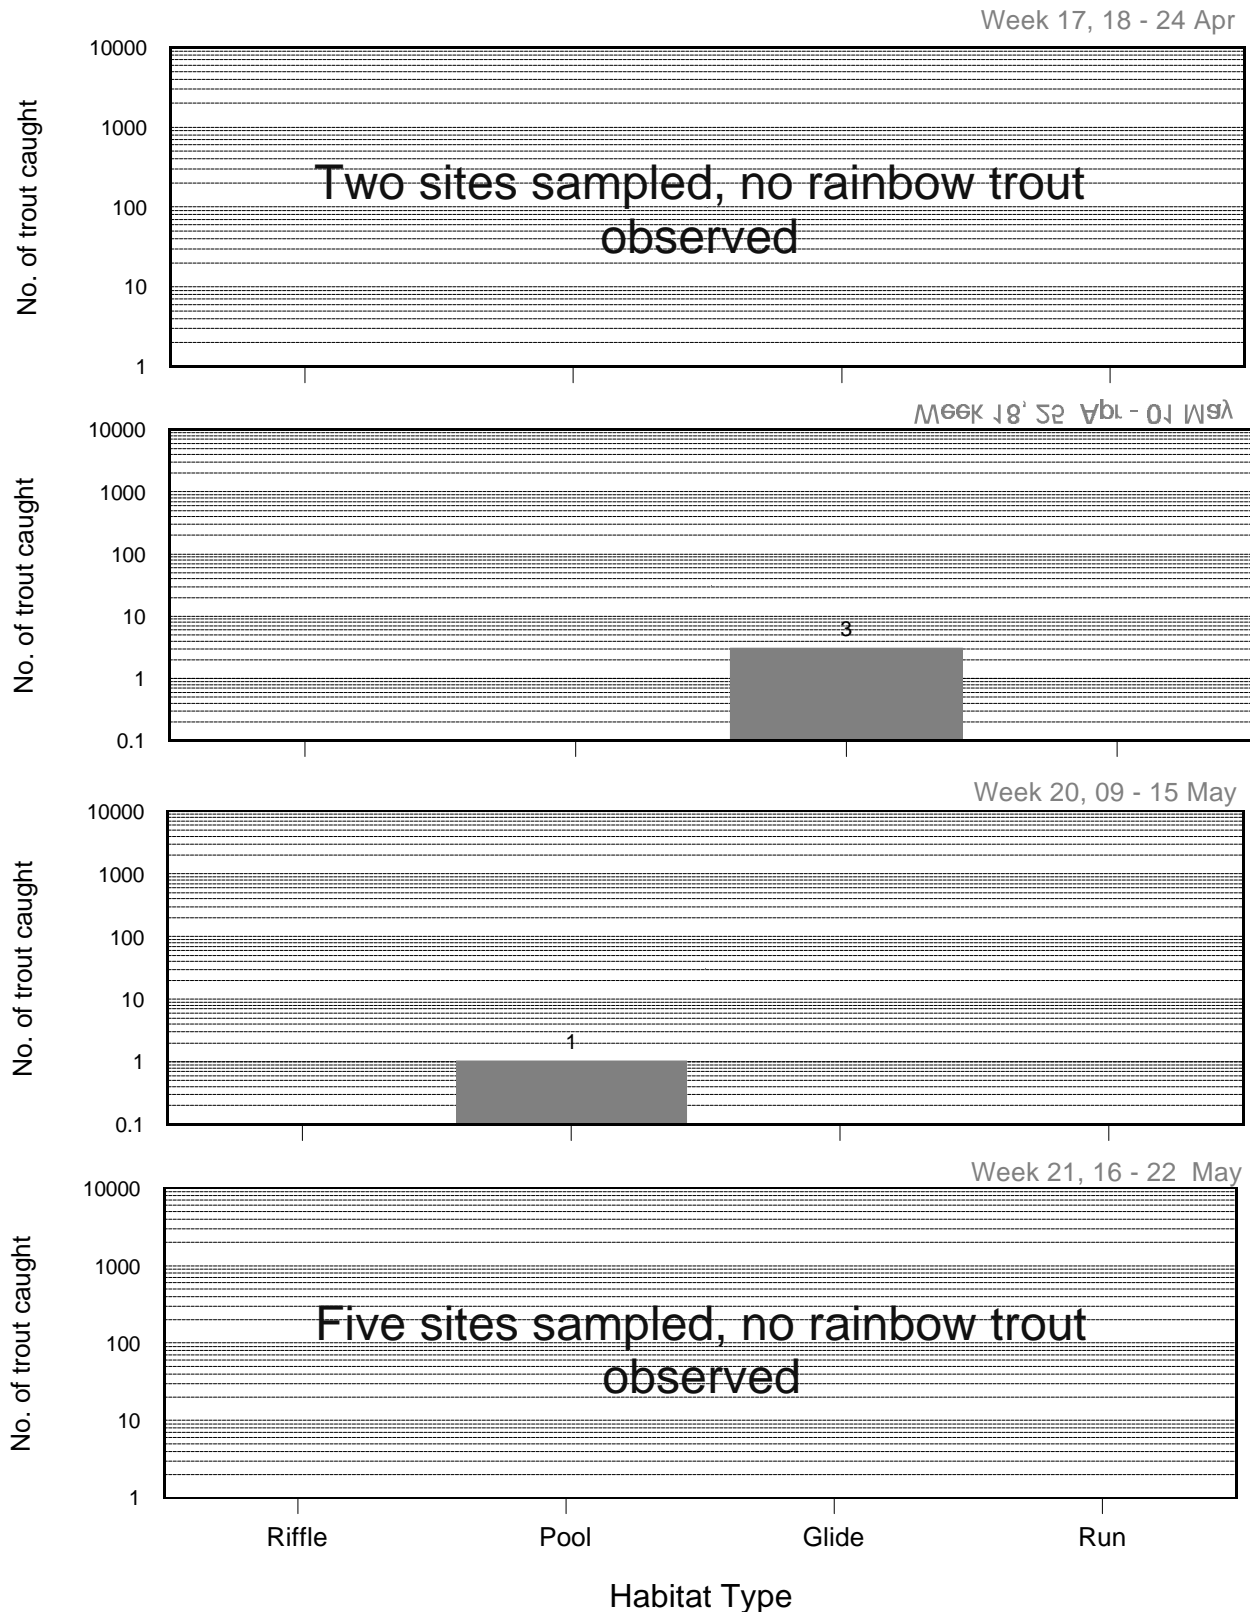 Week 17, 18 - 24 Apr
10000
1000
100
10
1
No. of trout caught
Two sites sampled, no rainbow trout
observed
Week 18, 25  Apr - 01 May
10000
1000
100
10
1
0.1
No. of trout caught
3
Week 20, 09 - 15 May
10000
1000
100
10
1
0.1
No. of trout caught
1
Week 21, 16 - 22  May
10000
1000
100
10
1
No. of trout caught
Five sites sampled, no rainbow trout
observed
Riffle Pool Glide Run
Habitat Type